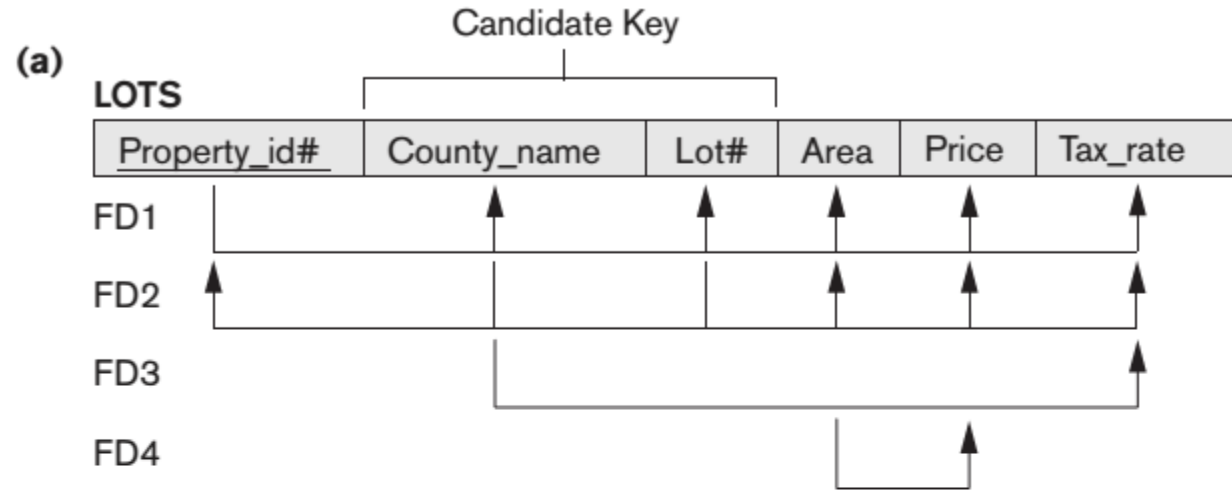 Candidate Key
(a)
LOTS
Property_id# County_name Lot# Area Price Tax_rate
FD1
FD2
FD3
FD4